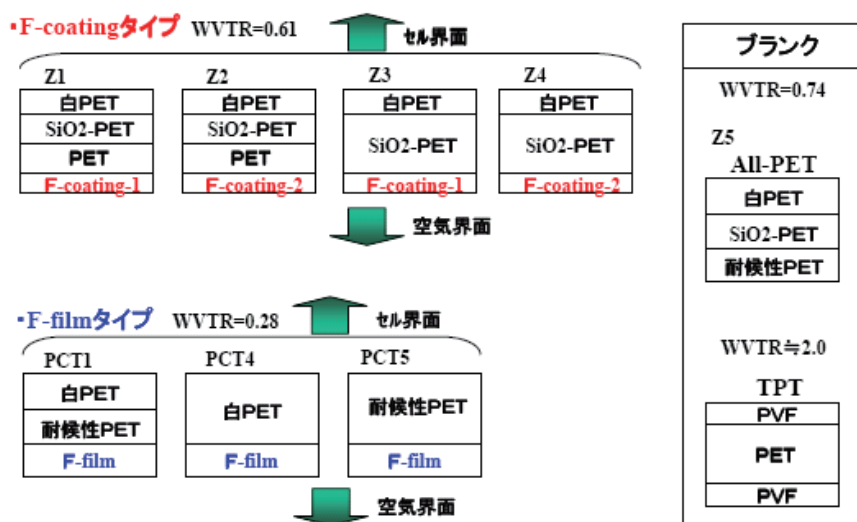 ・F-coatingタイプ WVTR=0.61
セル界面
Z1
白PET
SiO2-PET
PET
F-coating-1
Z2
白PET
SiO2-PET
PET
F-coating-2
Z3
白PET
SiO2-PET
F-coating-1
Z4
白PET
SiO2-PET
F-coating-2
空気界面
・F-filmタイプ WVTR=0.28
セル界面
PCT1
白PET
耐候性PET
F-film
PCT4
白PET
F-film
PCT5
耐候性PET
F-film
空気界面
ブランク
WVTR=0.74
Z5
All-PET
白PET
SiO2-PET
耐候性PET
WVTR≒2.0
TPT
PVF
PET
PVF